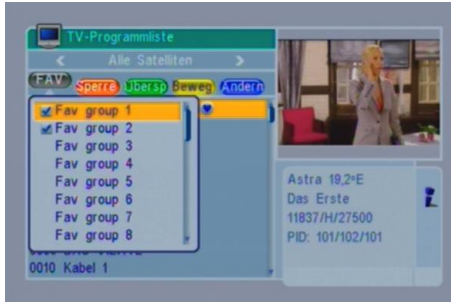 TV-Programmliste
Alle Satelliten
FAV Sperre Übersp Beweg Ändern
Fav group 1
Fav group 2
Fav group 3
Fav group 4
Fav group 5
Fav group 6
Fav group 7
Fav group 8
0010 Kabel 1
Astra 19,2ºE
Das Erste
11837/H/27500
PID: 101/102/101